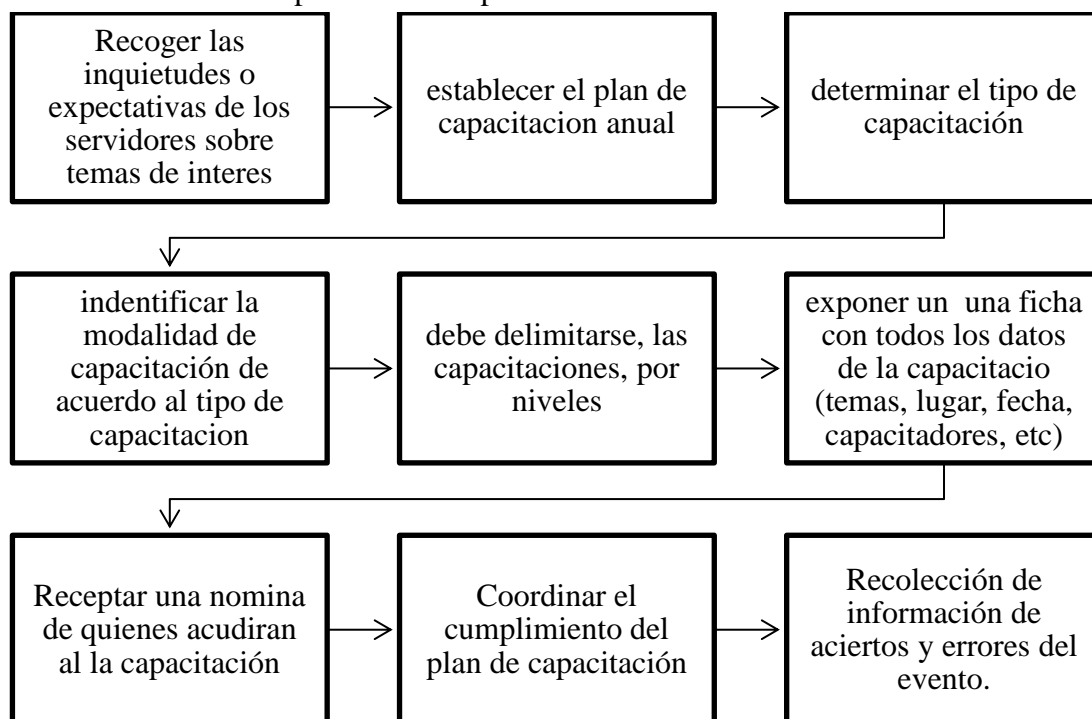 Recoger las
inquietudes o
expectativas de los
servidores sobre
temas de interes
establecer el plan de
capacitacion anual
determinar el tipo de
capacitación
indentificar la
modalidad de
capacitación de
acuerdo al tipo de
capacitacion
debe delimitarse, las
capacitaciones, por
niveles
exponer un una ficha
con todos los datos
de la capacitacio
(temas, lugar, fecha,
capacitadores, etc)
Receptar una nomina
de quienes acudiran
al la capacitación
Coordinar el
cumplimiento del
plan de capacitación
Recolección de
información de
aciertos y errores del
evento.